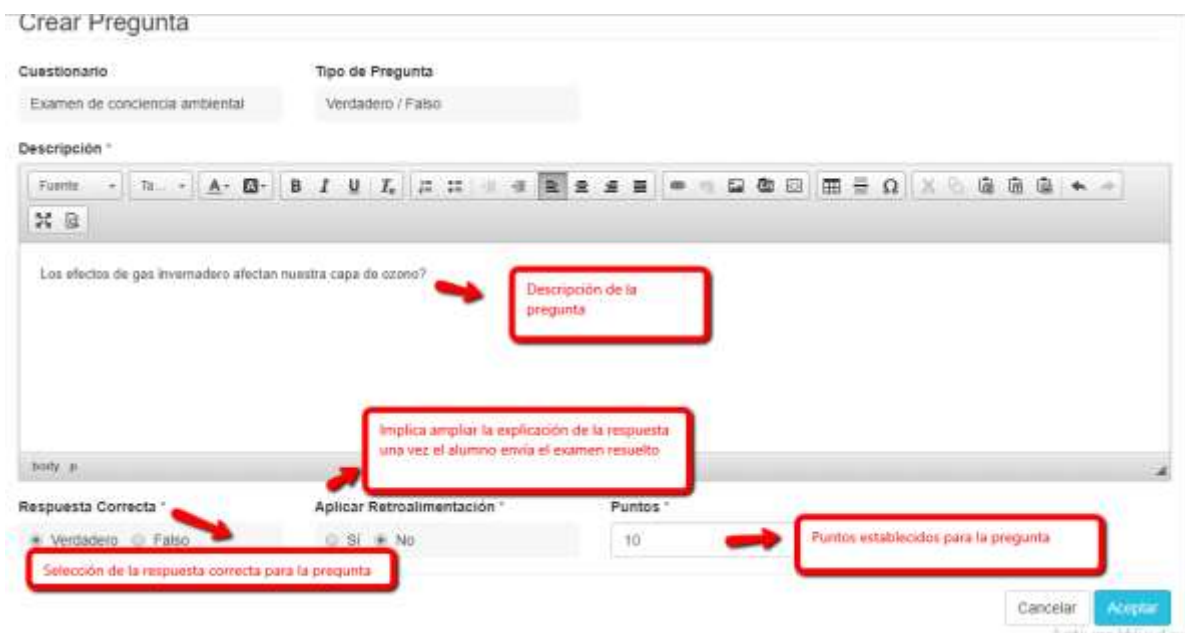 Crear Pregunta
Cuestionario Tipo de Pregunta
Examen de conciencia ambiental Verdadero / Falso
Descripción *
Fuente Ta...
Los efectos de gas invernadero afectan nuestra capa de ozono?
Descripción de la
pregunta
Implica ampliar la explicación de la respuesta
una vez el alumno envía el examen resuelto
body p
Respuesta Correcta * Aplicar Retroalimentación * Puntos *
Verdadero Falso Sí No 10
Puntos establecidos para la pregunta
Selección de la respuesta correcta para la pregunta
Cancelar Aceptar